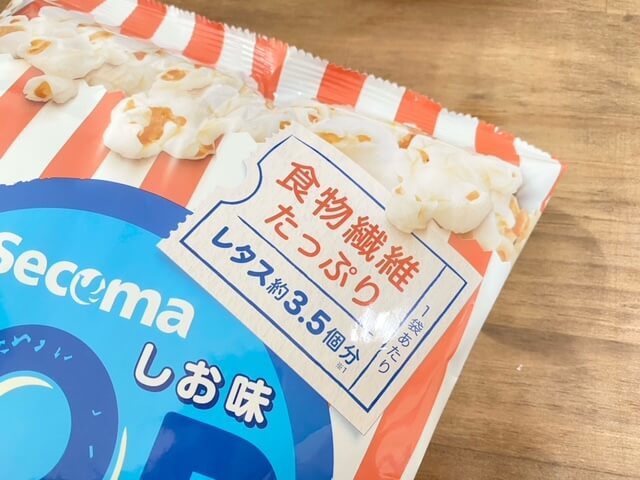 食物繊維
たっぷり
レタス約3.5個分
※1
1袋あたり
Secoma
しお味